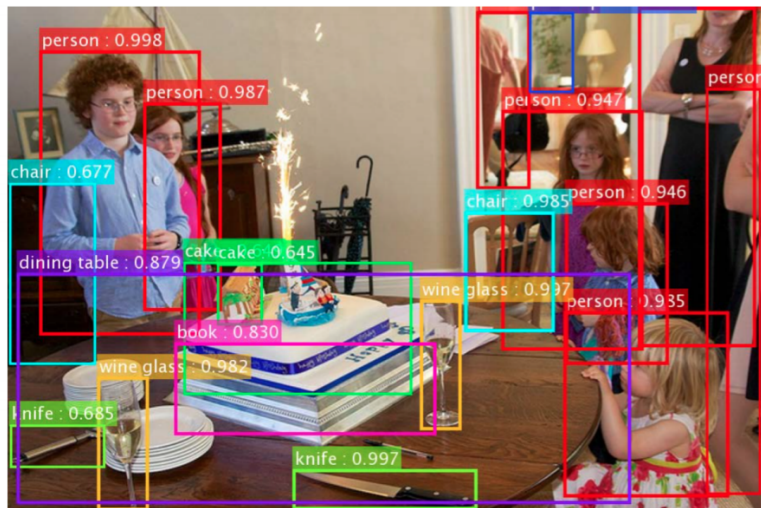 person : 0.998
person : 0.987
person
person : 0.947
chair : 0.677
chair : 0.985
person : 0.946
cake
cake : 0.645
dining table : 0.879
wine glass : 0.997
person : 0.935
book : 0.830
Happy
wine glass : 0.982
knife : 0.685
knife : 0.997